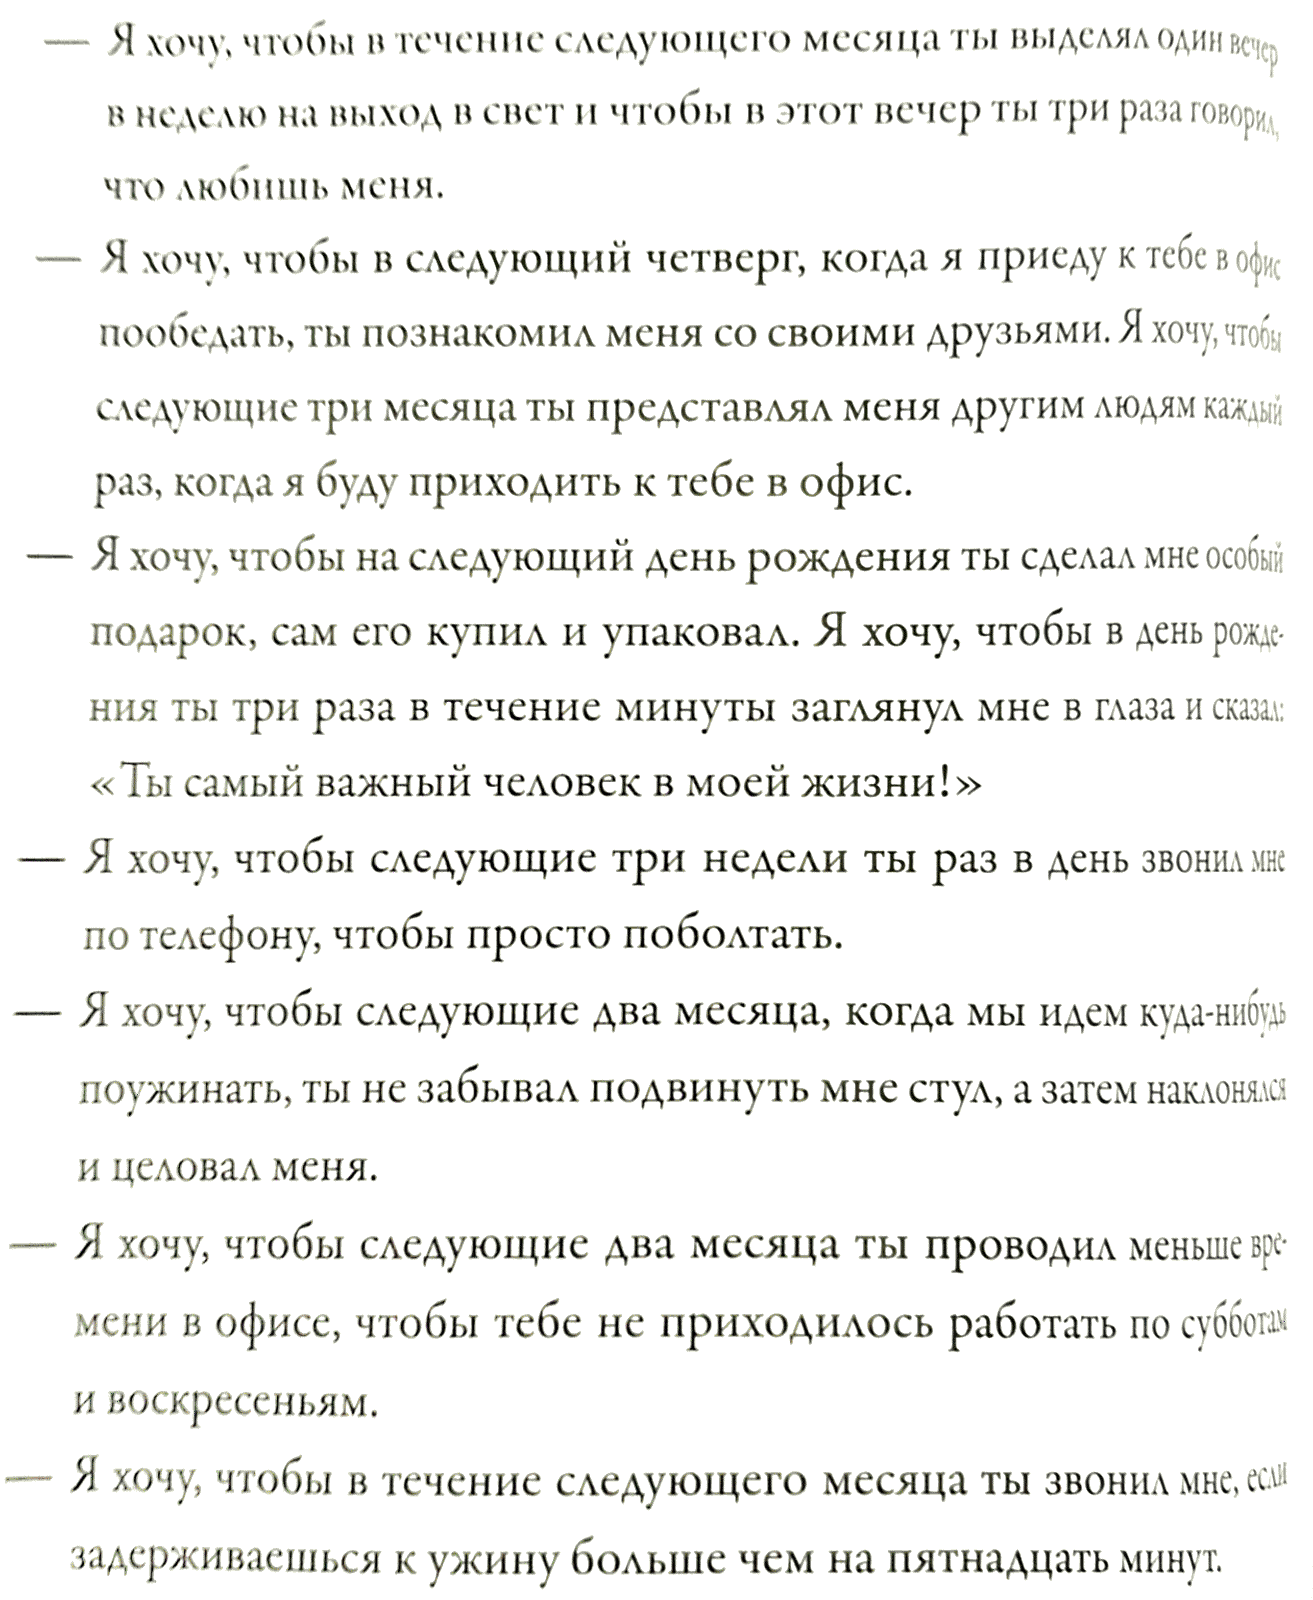 — Я хочу, чтобы в течение следующего месяца ты выделял один вечер
в неделю на выход в свет и чтобы в этот вечер ты три раза говорил,
что любишь меня.
— Я хочу, чтобы в следующий четверг, когда я приеду к тебе в офис
пообедать, ты познакомил меня со своими друзьями. Я хочу, чтобы
следующие три месяца ты представлял меня другим людям каждый
раз, когда я буду приходить к тебе в офис.
— Я хочу, чтобы на следующий день рождения ты сделал мне особый
подарок, сам его купил и упаковал. Я хочу, чтобы в день рожде-
ния ты три раза в течение минуты заглянул мне в глаза и сказал:
«Ты самый важный человек в моей жизни!»
— Я хочу, чтобы следующие три недели ты раз в день звонил мне
по телефону, чтобы просто поболтать.
— Я хочу, чтобы следующие два месяца, когда мы идем куда-нибудь
поужинать, ты не забывал подвинуть мне стул, а затем наклонялся
и целовал меня.
— Я хочу, чтобы следующие два месяца ты проводил меньше вре-
мени в офисе, чтобы тебе не приходилось работать по субботам
и воскресеньям.
— Я хочу, чтобы в течение следующего месяца ты звонил мне, если
задерживаешься к ужину больше чем на пятнадцать минут.